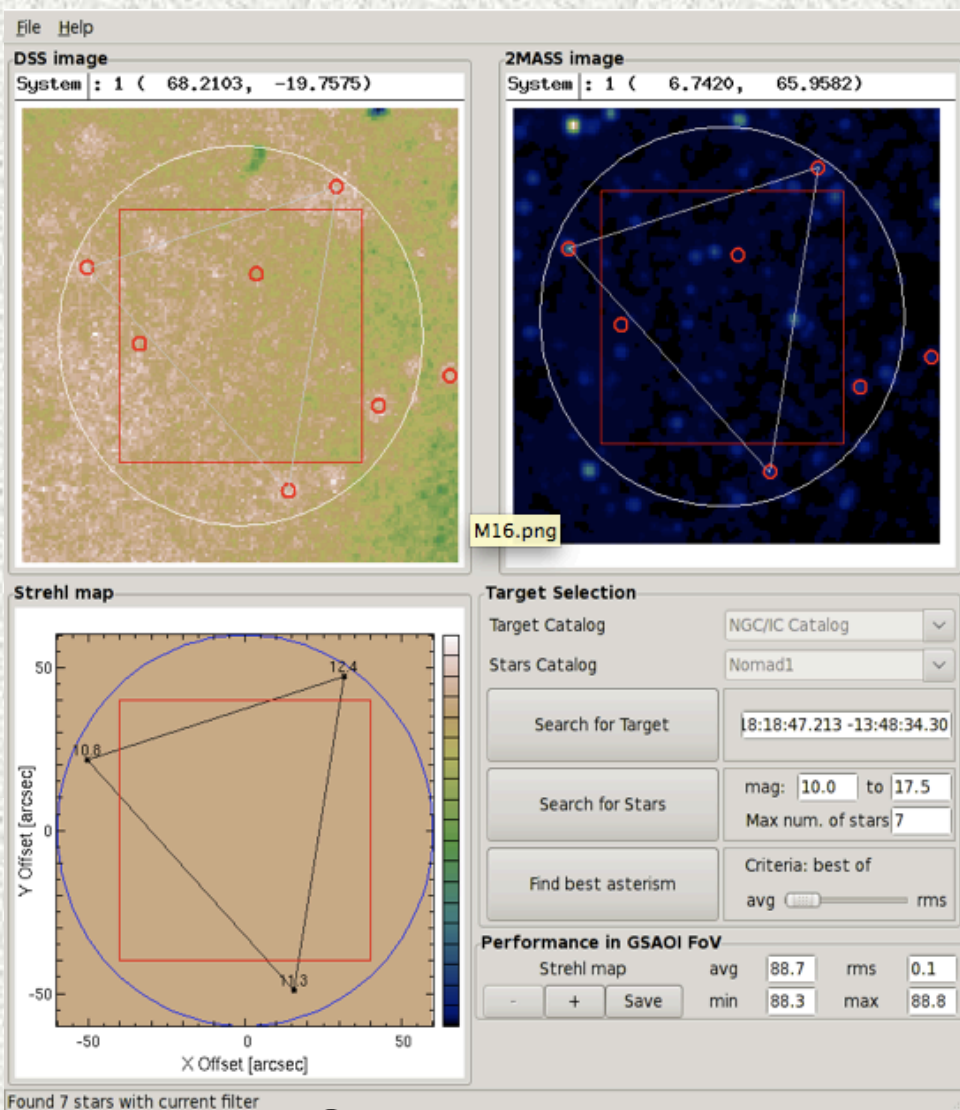 File Help
DSS image
System : 1 ( 68.2103, -19.7575)
2MASS image
System : 1 ( 6.7420, 65.9582)
M16.png
Strehl map
50
0
-50
Y Offset [arcsec]
12.4
10.8
11.3
-50 0 50
X Offset [arcsec]
Target Selection
Target Catalog NGC/IC Catalog
Stars Catalog Nomad1
Search for Target 18:18:47.213 -13:48:34.30
Search for Stars
mag: 10.0 to 17.5
Max num. of stars 7
Find best asterism
Criteria: best of
avg rms
Performance in GSAOI FoV
Strehl map avg 88.7 rms 0.1
- + Save min 88.3 max 88.8
Found 7 stars with current filter